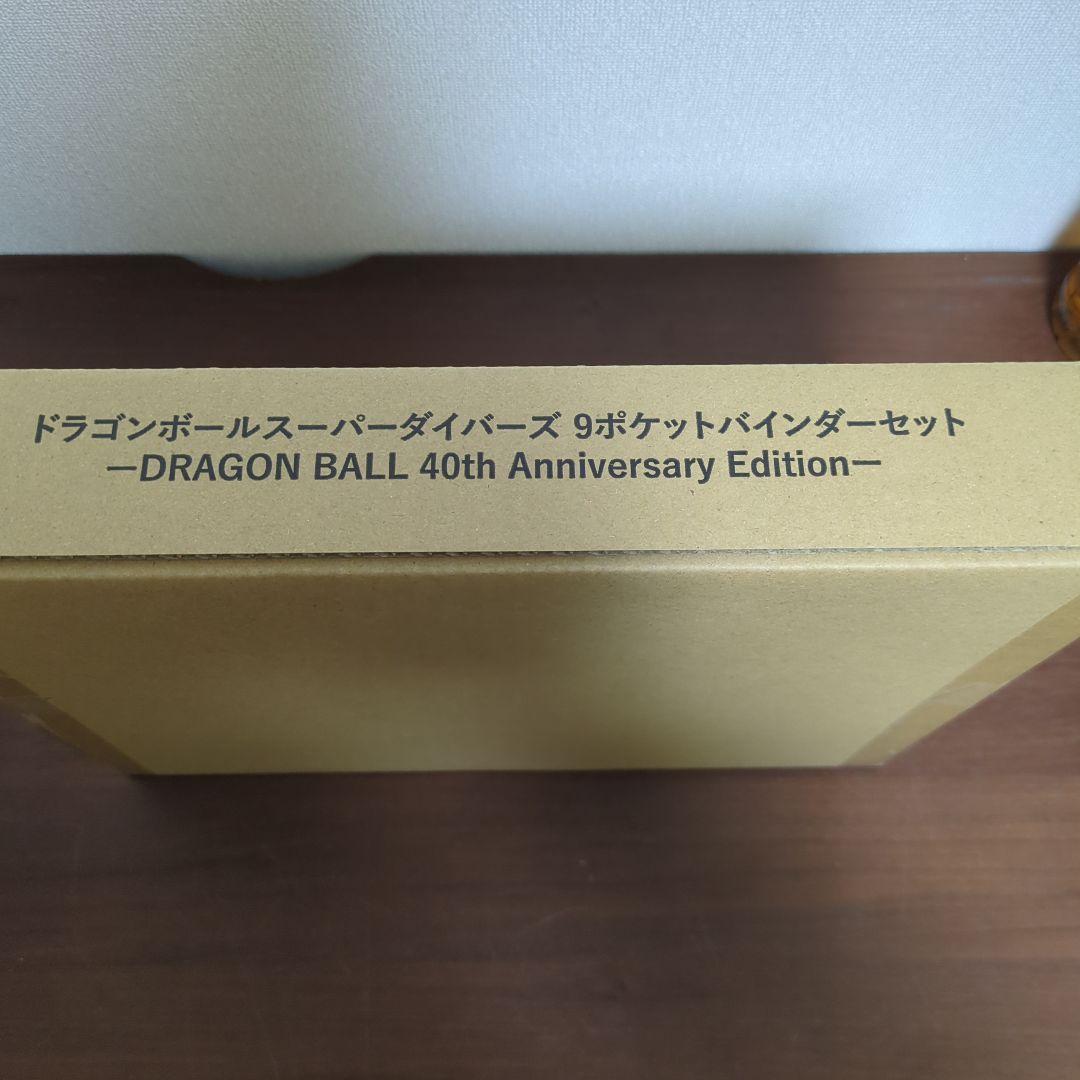 ドラゴンボールスーパーダイバーズ 9ポケットバインダーセット
ーDRAGON BALL 40th Anniversary Editionー